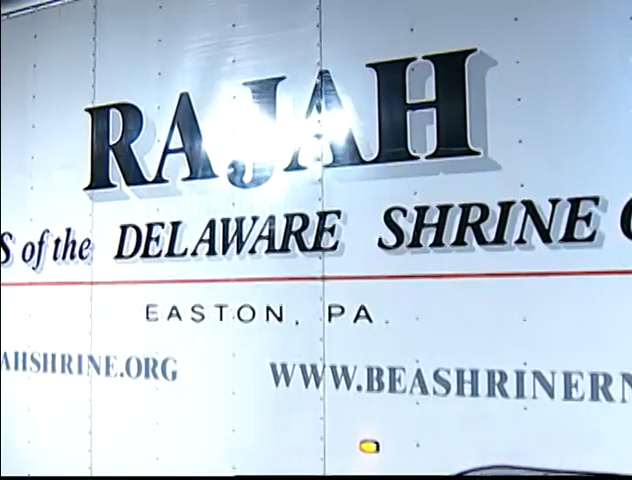 RAJAH
S of the DELAWARE SHRINE
EASTON, PA.
AHSHRINE.ORG WWW.BEASHRINERN